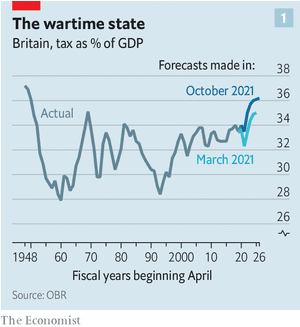 The wartime state
1
Britain, tax as % of GDP
Forecasts made in:
October 2021
Actual
March 2021
38
36
34
32
30
28
26
1948 60 70 80 90 2000 10 20 26
Fiscal years beginning April
Source: OBR
The Economist